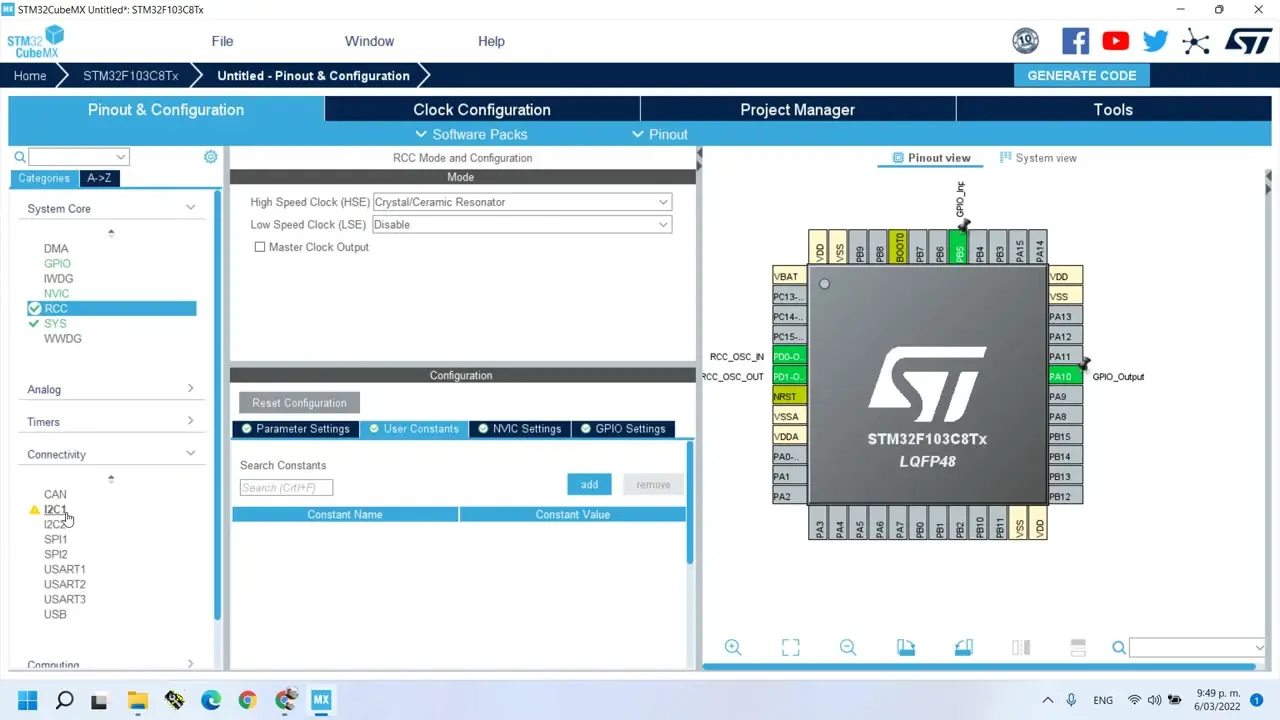 STM32CubeMX Untitled*: STM32F103C8Tx
STM32
CubeMX
File
Window
Help
10
Home
STM32F103C8Tx
Untitled - Pinout & Configuration
GENERATE CODE
Pinout & Configuration
Clock Configuration
Project Manager
Tools
Software Packs
Pinout
Categories
A->Z
System Core
DMA
GPIO
IWDG
NVIC
RCC
SYS
WWDG
Analog
Timers
Connectivity
CAN
I2C1
I2C2
SPI1
SPI2
USART1
USART2
USART3
USB
Computing
RCC Mode and Configuration
Mode
High Speed Clock (HSE) Crystal/Ceramic Resonator
Low Speed Clock (LSE) Disable
Master Clock Output
Configuration
Reset Configuration
Parameter Settings
User Constants
NVIC Settings
GPIO Settings
Search Constants
Search (Crtl+F)
add
remove
Constant Name
Constant Value
Pinout view
System view
GPIO_Inp
VDD
VSS
PB9
PB8
BOOT0
PB7
PB6
PB5
PB4
PB3
PA15
PA14
VBAT
PC13-..
PC14-..
PC15-..
RCC_OSC_IN
PD0-O..
RCC_OSC_OUT
PD1-O..
NRST
VSSA
VDDA
PA0-..
PA1
PA2
VDD
VSS
PA13
PA12
PA11
PA10
GPIO_Output
PA9
PA8
PB15
PB14
PB13
PB12
STM32F103C8Tx
LQFP48
PA3
PA4
PA5
PA6
PA7
PB0
PB1
PB2
PB10
PB11
VSS
VDD
MX
ENG
9:49 p. m.
6/03/2022
1